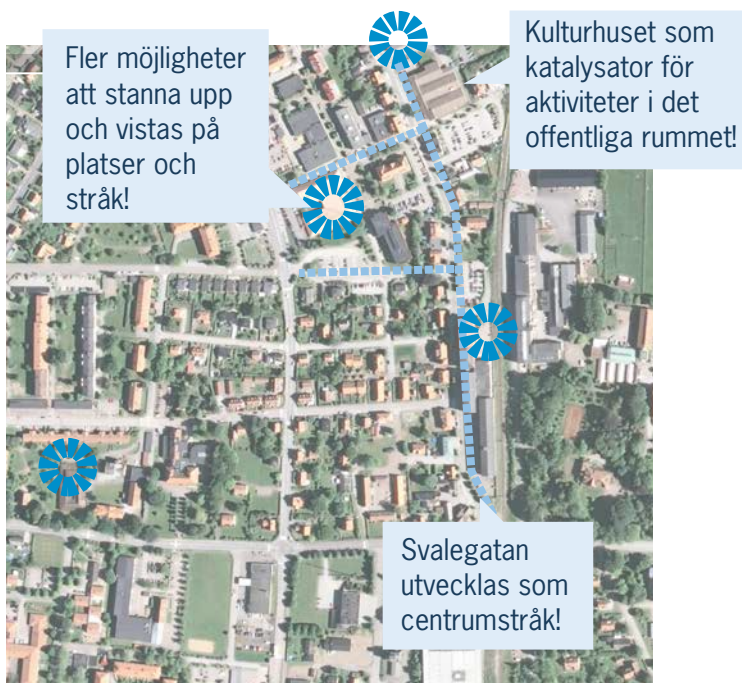 Fler möjligheter
att stanna upp
och vistas på
platser och
stråk!
Kulturhuset som
katalysator för
aktiviteter i det
offentliga rummet!
Svalegatan
utvecklas som
centrumstråk!